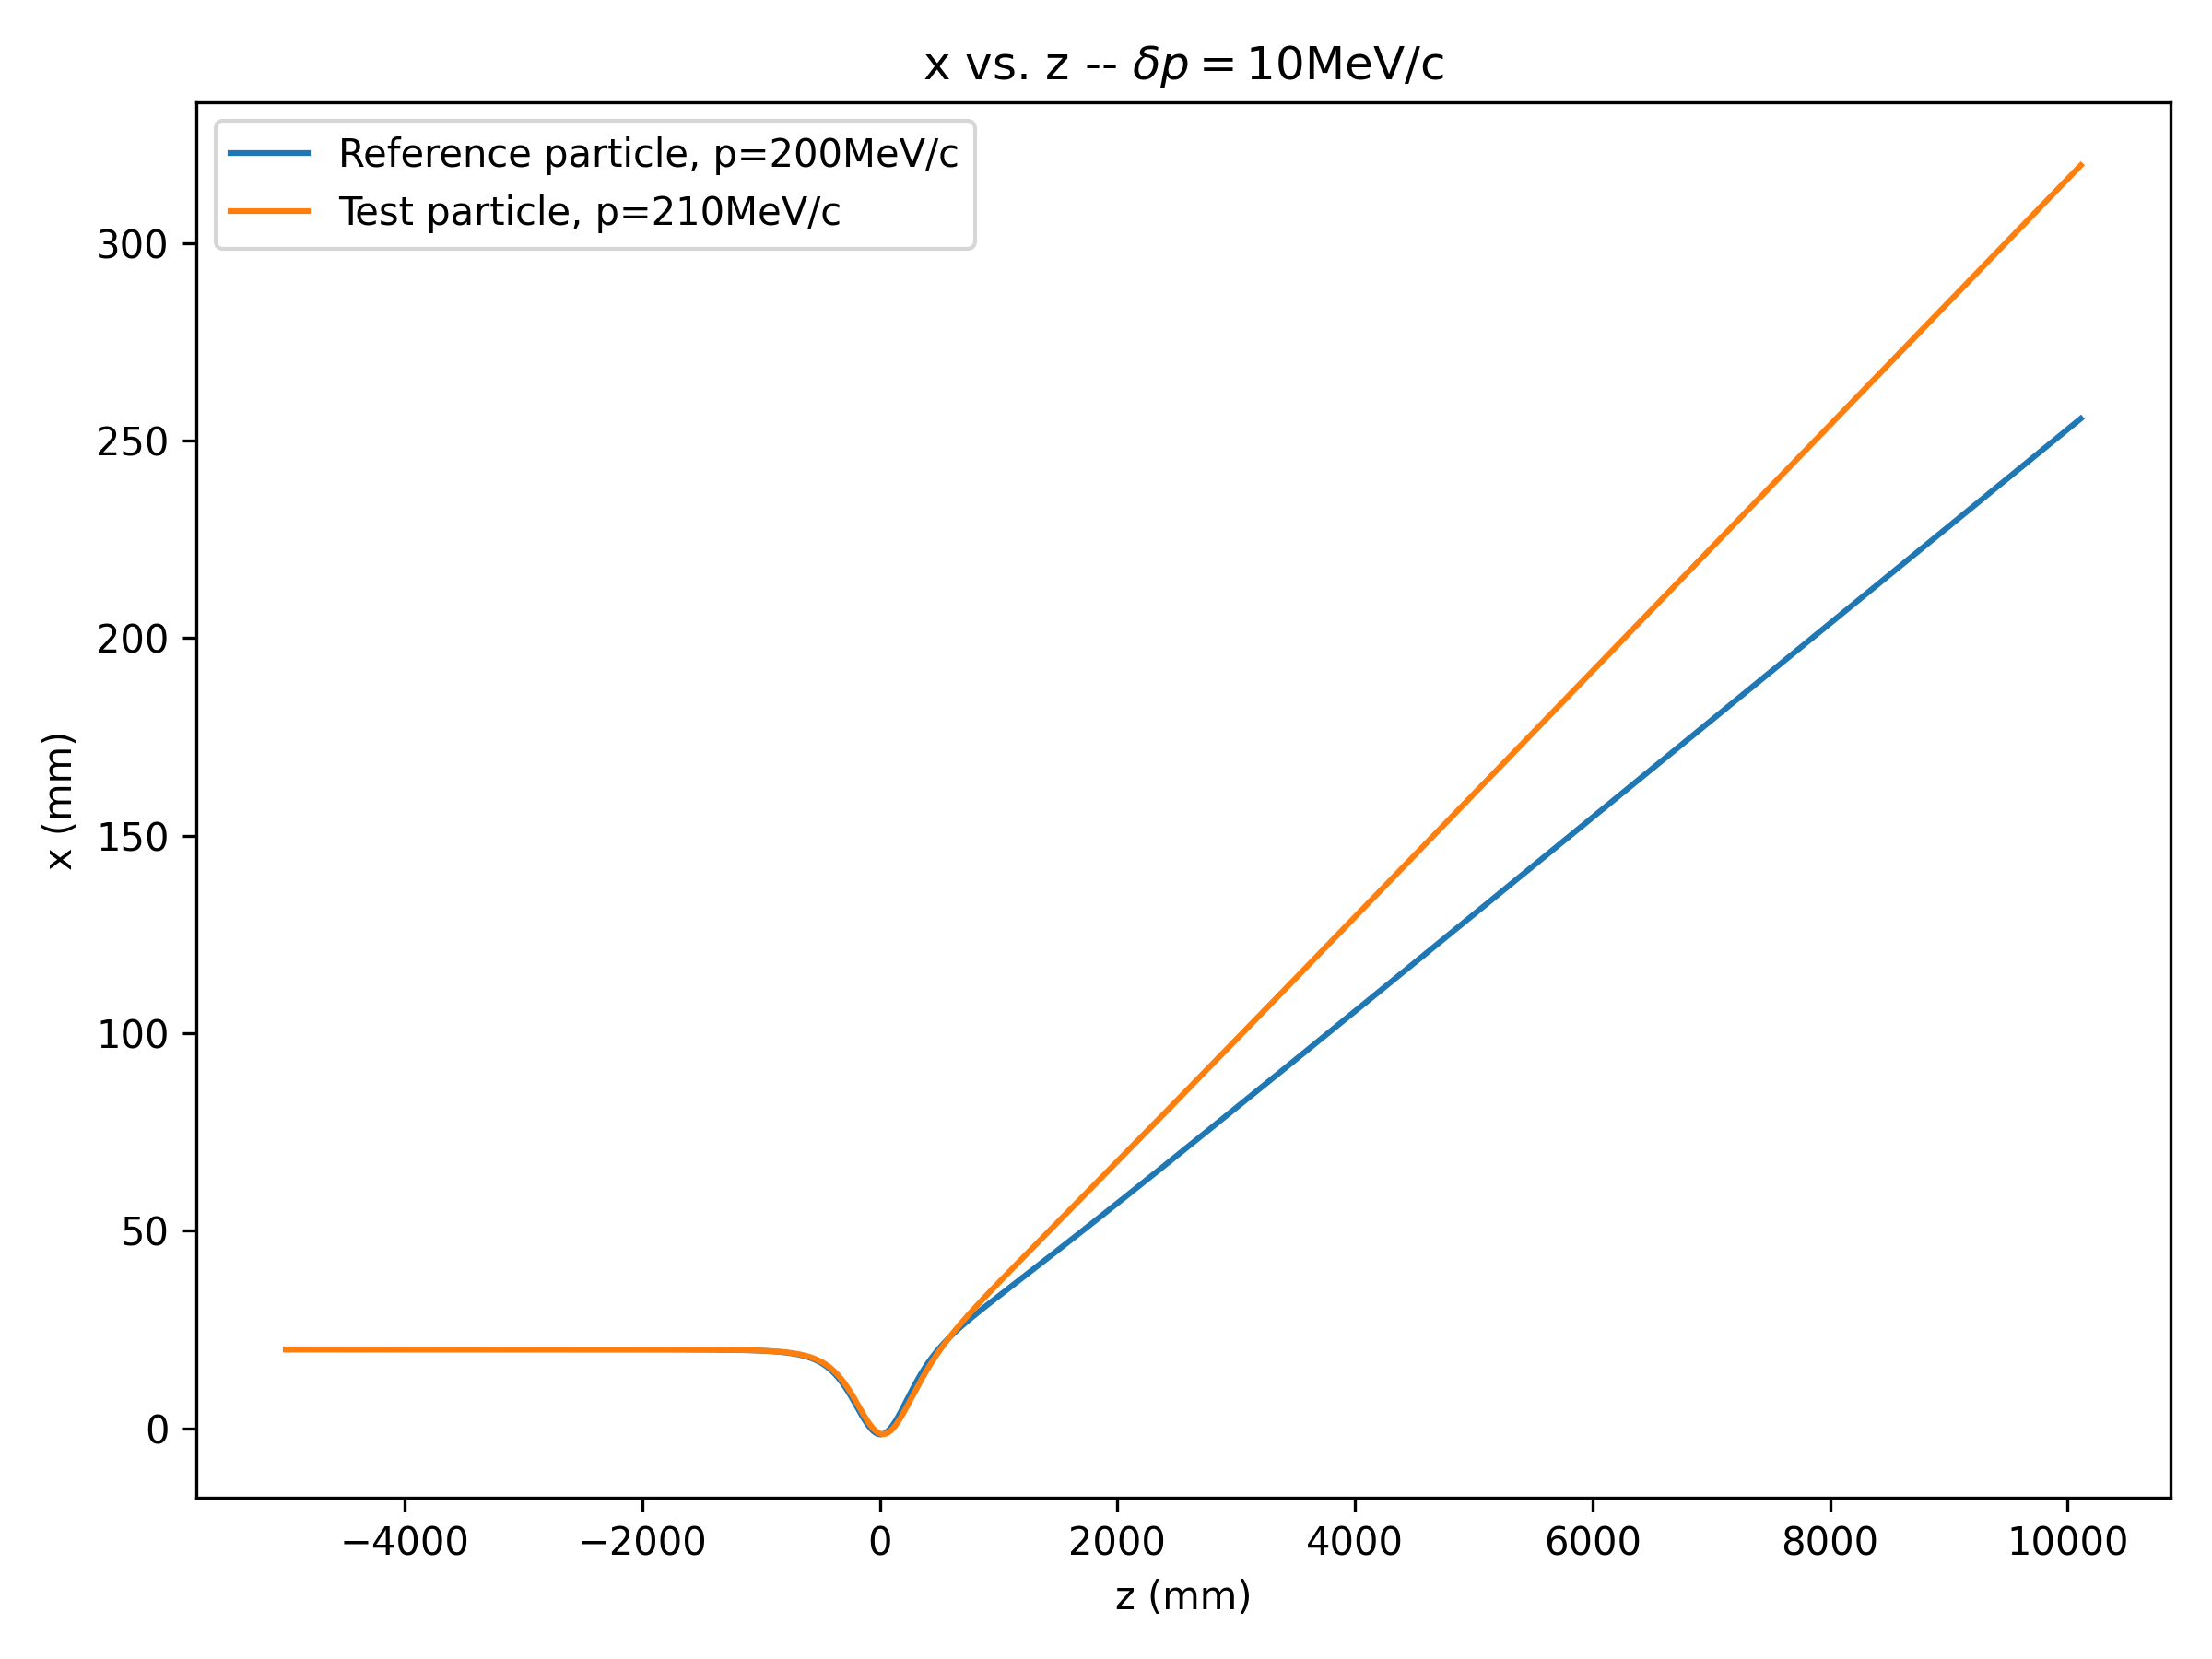 x vs. z -- δp = 10MeV/c
Reference particle, p=200MeV/c
Test particle, p=210MeV/c
300
250
200
150
100
50
0
x (mm)
−4000 −2000 0 2000 4000 6000 8000 10000
z (mm)